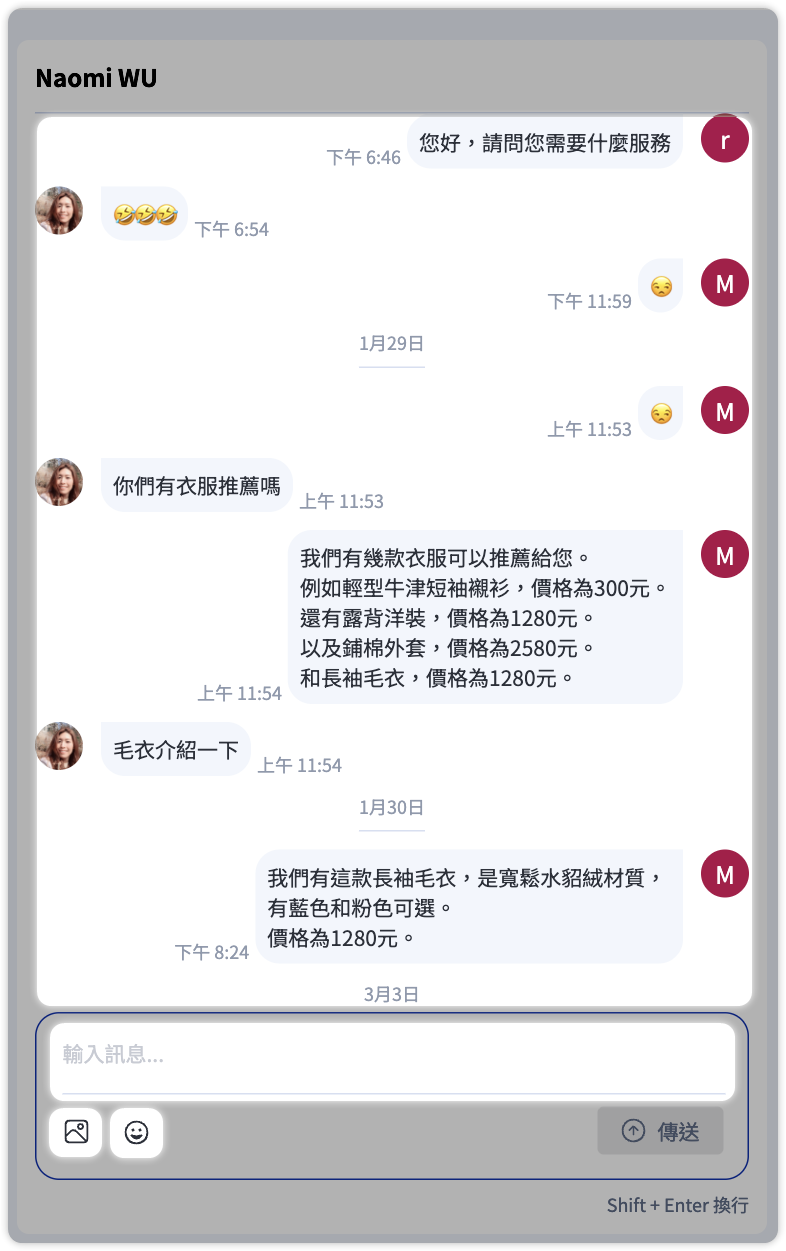 Naomi WU
您好，請問您需要什麼服務
r
下午 6:46
🤣🤣🤣
下午 6:54
😒
M
下午 11:59
1月29日
😒
M
上午 11:53
你們有衣服推薦嗎
上午 11:53
我們有幾款衣服可以推薦給您。
M
例如輕型牛津短袖襯衫，價格為300元。
還有露背洋裝，價格為1280元。
以及鋪棉外套，價格為2580元。
和長袖毛衣，價格為1280元。
上午 11:54
毛衣介紹一下
上午 11:54
1月30日
我們有這款長袖毛衣，是寬鬆水貂絨材質，
M
有藍色和粉色可選。
價格為1280元。
下午 8:24
3月3日
輸入訊息...
傳送
Shift + Enter 換行